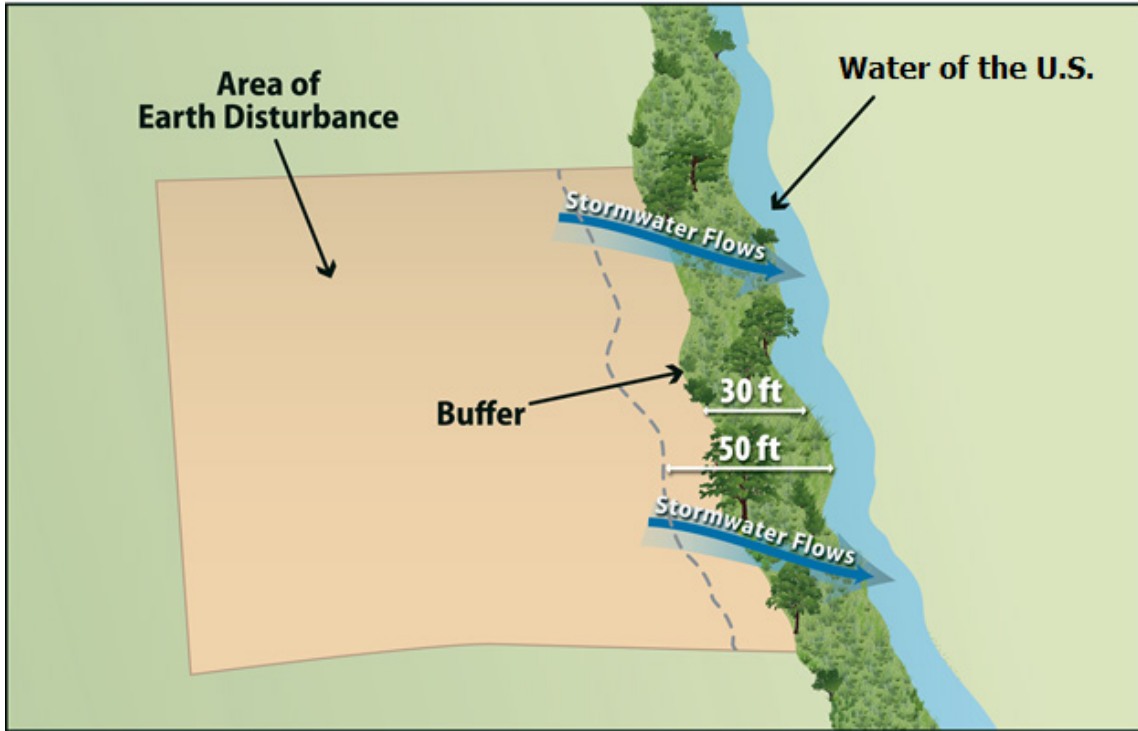 Area of
Earth Disturbance
Water of the U.S.
Stormwater Flows
Buffer
30 ft
50 ft
Stormwater Flows